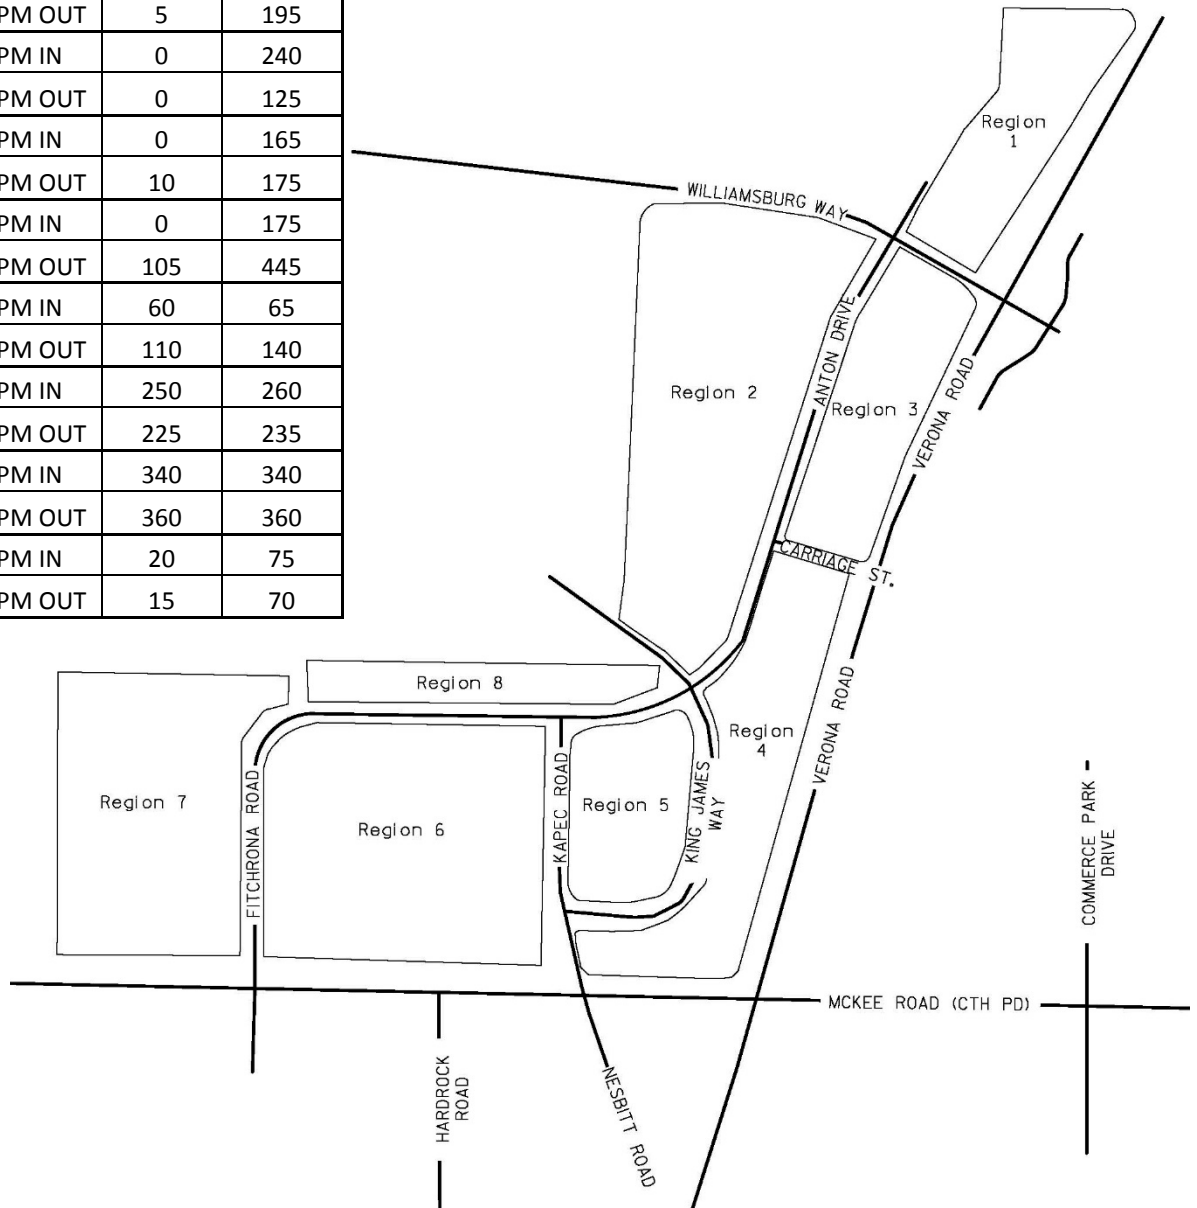 PM OUT 5 195
PM IN 0 240
PM OUT 0 125
PM IN 0 165
PM OUT 10 175
PM IN 0 175
PM OUT 105 445
PM IN 60 65
PM OUT 110 140
PM IN 250 260
PM OUT 225 235
PM IN 340 340
PM OUT 360 360
PM IN 20 75
PM OUT 15 70
Region
1
WILLIAMSBURG WAY
ANTON DRIVE
Region 2
Region 3
VERONA ROAD
CARRIAGE ST.
Region 8
VERONA ROAD
Region
4
Region 7
FITCHRONA ROAD
Region 6
KAPEC ROAD
Region 5
KING JAMES
WAY
COMMERCE PARK
DRIVE
MCKEE ROAD (CTH PD)
HARDROCK
ROAD
NESBITT ROAD